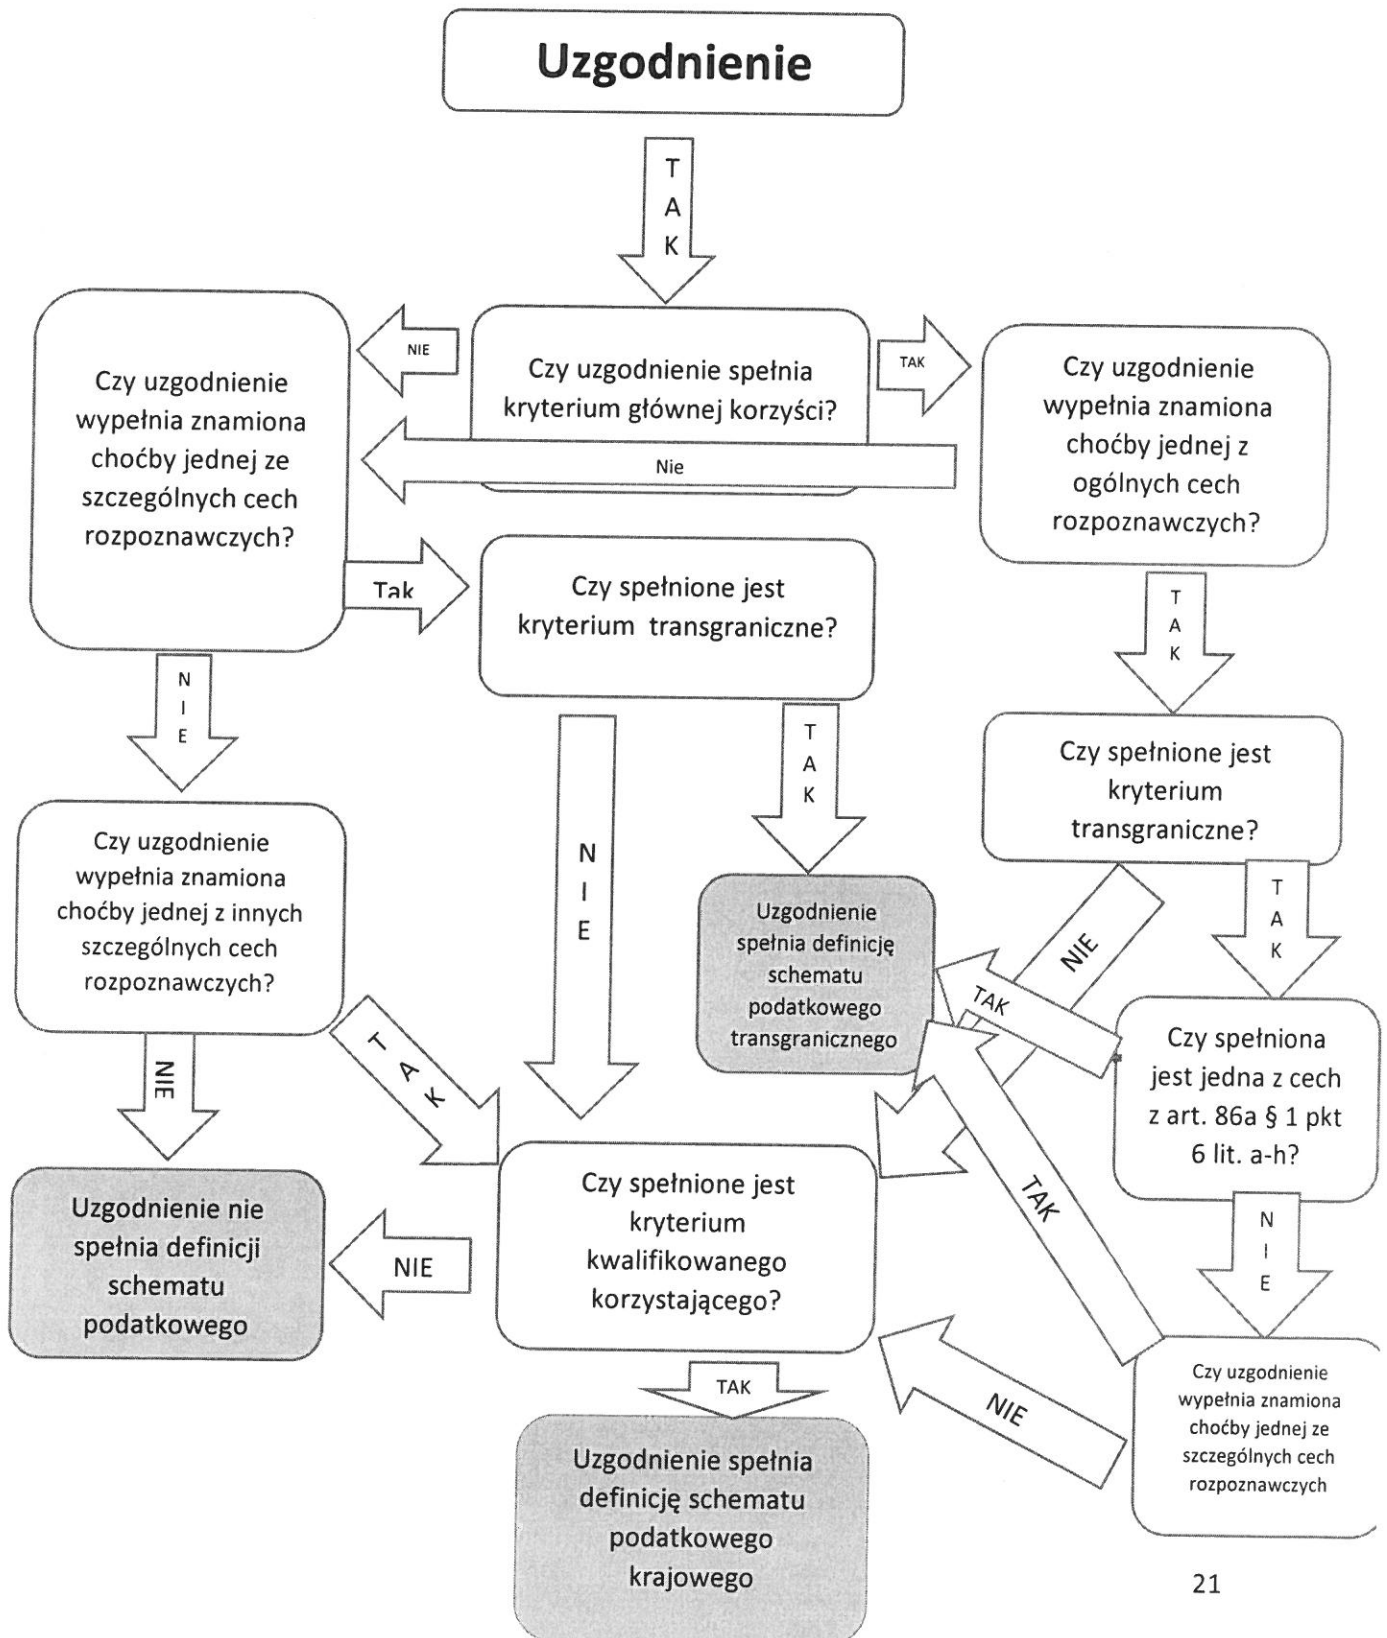 Uzgodnienie
T
A
K
Czy uzgodnienie
wypełnia znamiona
choćby jednej ze
szczególnych cech
rozpoznawczych?
NIE
Czy uzgodnienie spełnia
kryterium głównej korzyści?
TAK
Czy uzgodnienie
wypełnia znamiona
choćby jednej z
ogólnych cech
rozpoznawczych?
Nie
Tak
Czy spełnione jest
kryterium transgraniczne?
T
A
K
N
I
E
T
A
K
Czy spełnione jest
kryterium
transgraniczne?
Czy uzgodnienie
wypełnia znamiona
choćby jednej z innych
szczególnych cech
rozpoznawczych?
N
I
E
Uzgodnienie
spełnia definicję
schematu
podatkowego
transgranicznego
NIE
T
A
K
TAK
Czy spełniona
jest jedna z cech
z art. 86a § 1 pkt
6 lit. a-h?
NIE
TAK
TAK
N
I
E
Uzgodnienie nie
spełnia definicji
schematu
podatkowego
NIE
Czy spełnione jest
kryterium
kwalifikowanego
korzystającego?
NIE
Czy uzgodnienie
wypełnia znamiona
choćby jednej ze
szczególnych cech
rozpoznawczych
TAK
Uzgodnienie spełnia
definicję schematu
podatkowego
krajowego
21